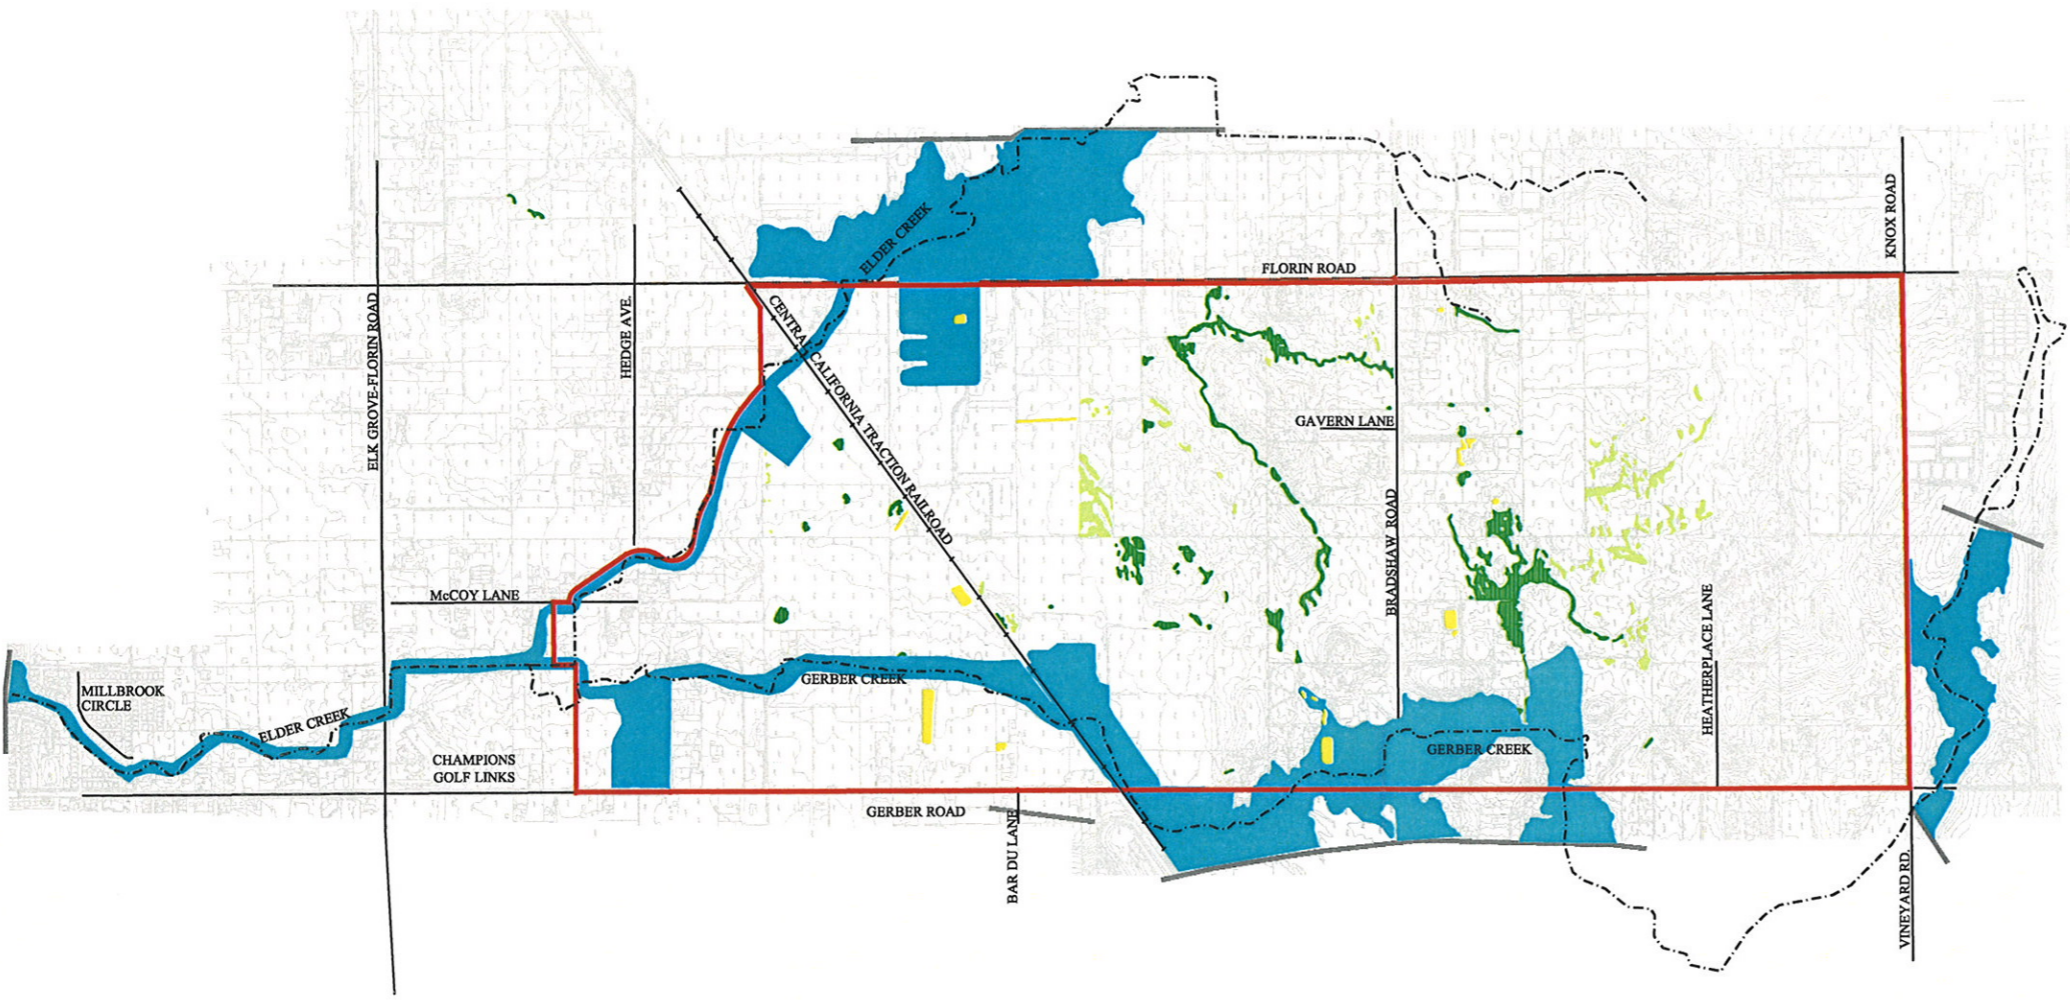 KNOX ROAD
ELDER CREEK
FLORIN ROAD
ELK GROVE-FLORIN ROAD
HEDGE AVE.
CENTRAL CALIFORNIA TRACTION RAILROAD
GAVERN LANE
BRADSHAW ROAD
McCOY LANE
HEATHERPLACE LANE
MILLBROOK
CIRCLE
GERBER CREEK
ELDER CREEK
GERBER CREEK
CHAMPIONS
GOLF LINKS
GERBER ROAD
BAR DU LANE
VINEYARD RD.